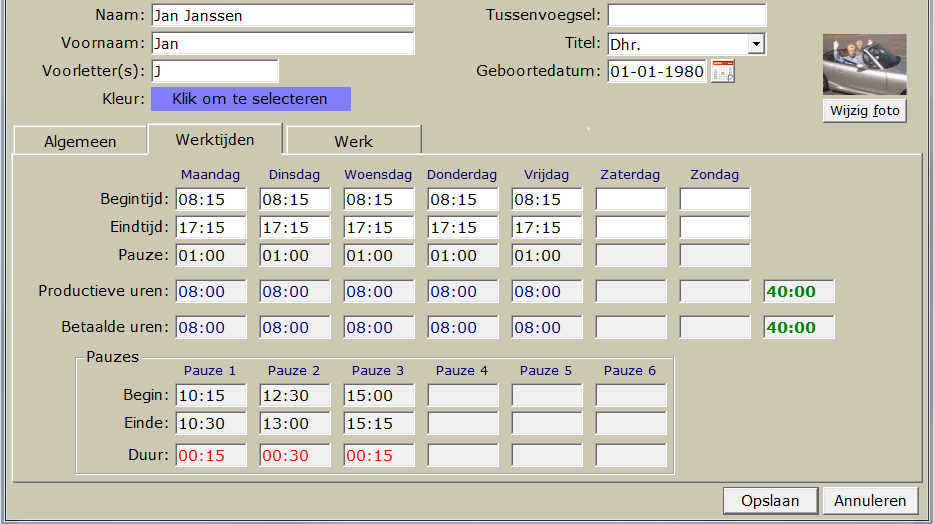 Naam: Jan Janssen Tussenvoegsel:
Voornaam: Jan Titel: Dhr.
Voorletter(s): J Geboortedatum: 01-01-1980
Kleur: Klik om te selecteren Wijzig foto
Algemeen Werktijden Werk
Maandag Dinsdag Woensdag Donderdag Vrijdag Zaterdag Zondag
Begintijd: 08:15 08:15 08:15 08:15 08:15
Eindtijd: 17:15 17:15 17:15 17:15 17:15
Pauze: 01:00 01:00 01:00 01:00 01:00
Productieve uren: 08:00 08:00 08:00 08:00 08:00 40:00
Betaalde uren: 08:00 08:00 08:00 08:00 08:00 40:00
Pauzes
Pauze 1 Pauze 2 Pauze 3 Pauze 4 Pauze 5 Pauze 6
Begin: 10:15 12:30 15:00
Einde: 10:30 13:00 15:15
Duur: 00:15 00:30 00:15
Opslaan Annuleren